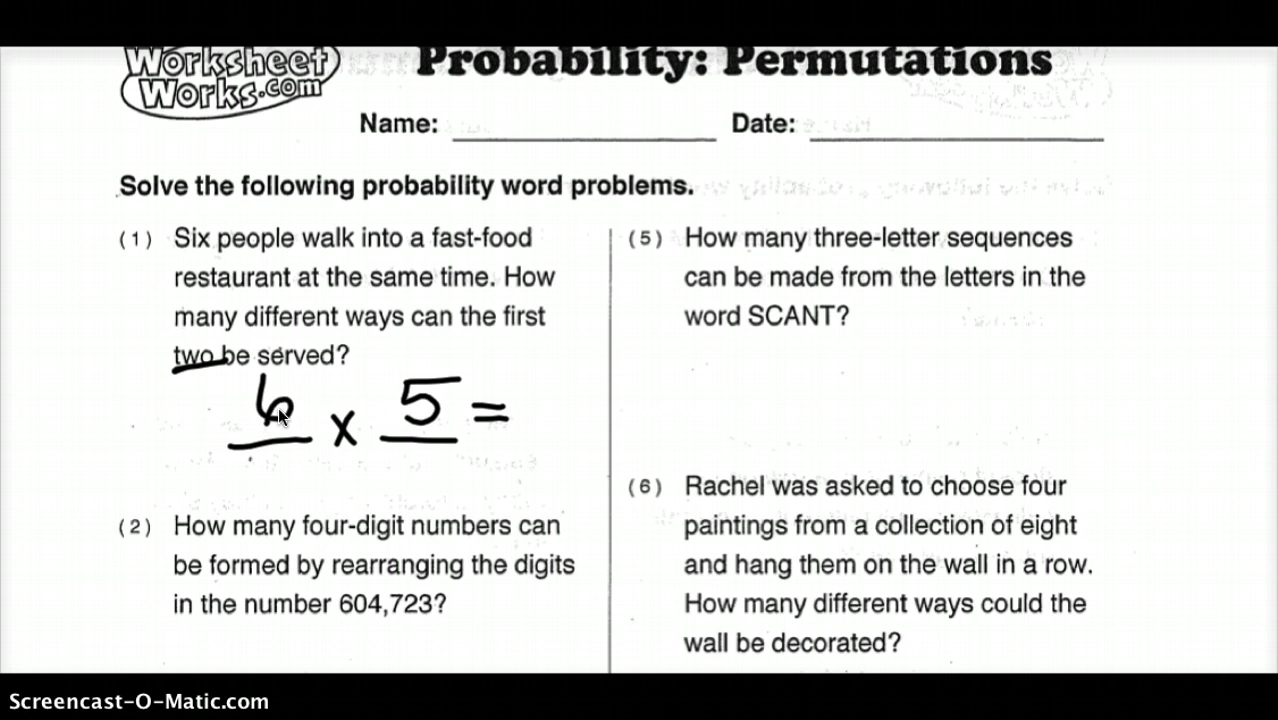 Worksheet
Works.com
Probability: Permutations
Name:
Date:
Solve the following probability word problems.
(1) Six people walk into a fast-food
restaurant at the same time. How
many different ways can the first
two be served?
6 x 5 =
(2) How many four-digit numbers can
be formed by rearranging the digits
in the number 604,723?
(5) How many three-letter sequences
can be made from the letters in the
word SCANT?
(6) Rachel was asked to choose four
paintings from a collection of eight
and hang them on the wall in a row.
How many different ways could the
wall be decorated?
Screencast-O-Matic.com